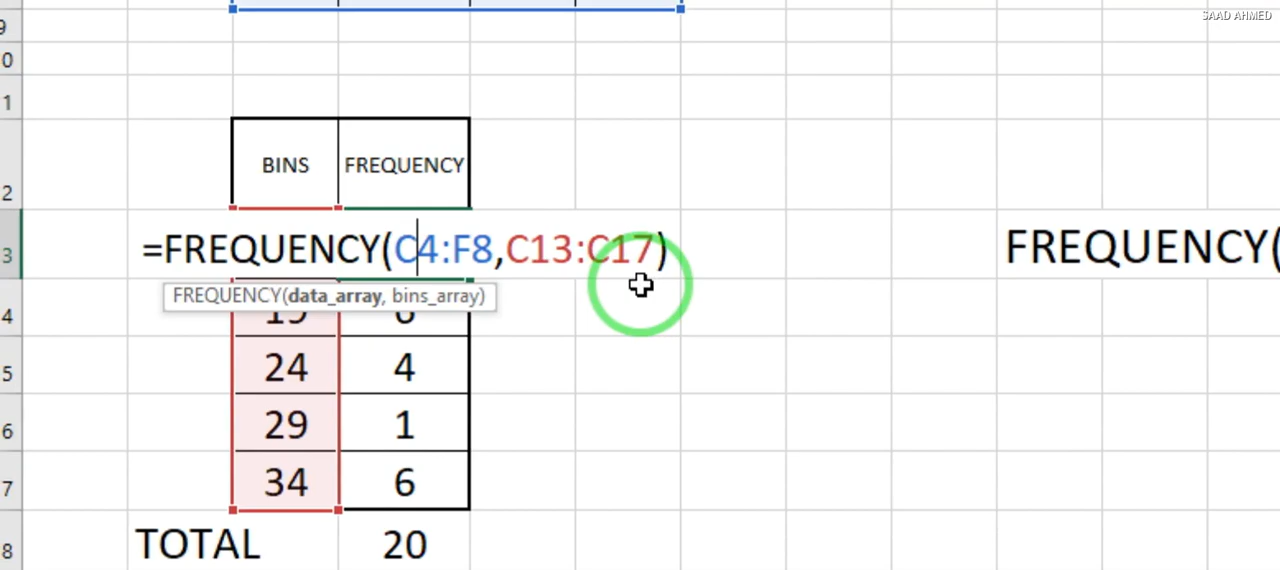 SAAD AHMED
9
0
1
2 BINS FREQUENCY
3 =FREQUENCY(C4:F8,C13:C17) FREQUENCY(
FREQUENCY(data_array, bins_array)
4 19
5 24 4
6 29 1
7 34 6
8 TOTAL 20